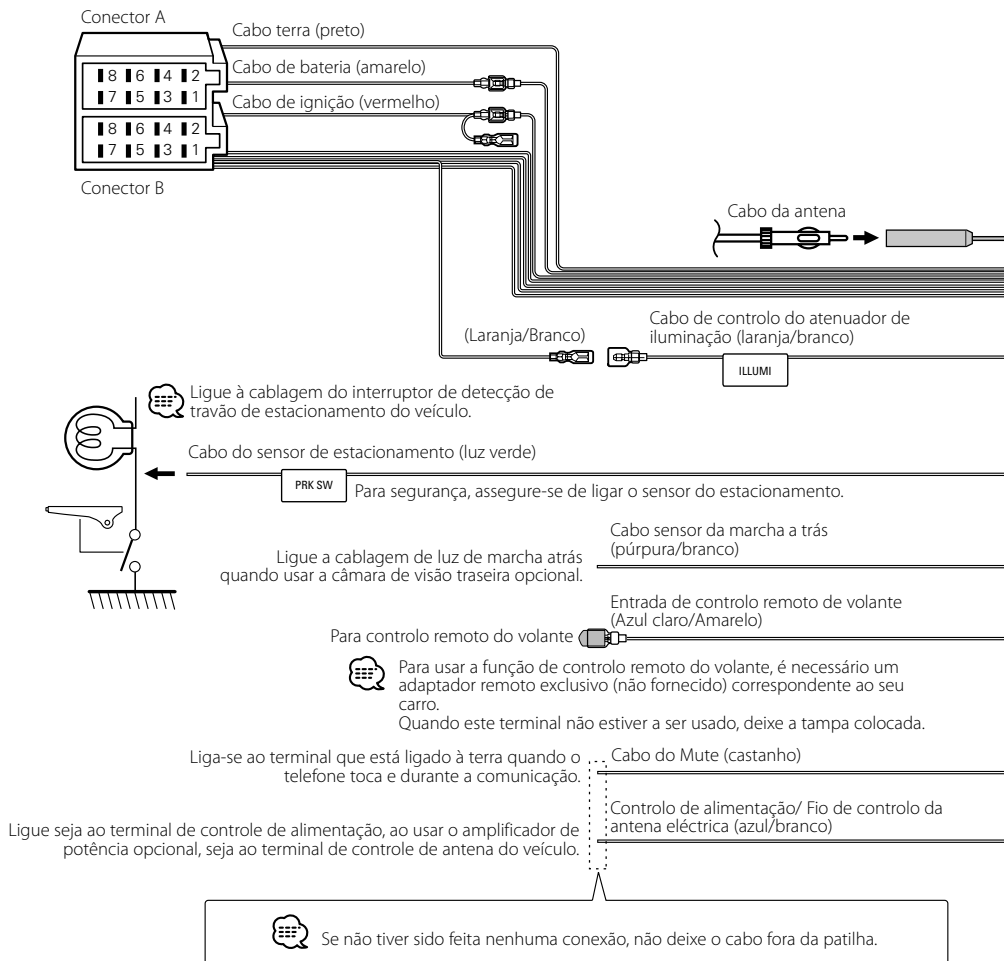 Conector A
Cabo terra (preto)
Cabo de bateria (amarelo)
8 6 4 2
7 5 3 1
Cabo de ignição (vermelho)
8 6 4 2
7 5 3 1
Conector B
Cabo da antena
(Laranja/Branco)
Cabo de controlo do atenuador de
iluminação (laranja/branco)
ILLUMI
Ligue à cablagem do interruptor de detecção de
travão de estacionamento do veículo.
Cabo do sensor de estacionamento (luz verde)
PRK SW
Para segurança, assegure-se de ligar o sensor do estacionamento.
Ligue a cablagem de luz de marcha atrás
quando usar a câmara de visão traseira opcional.
Cabo sensor da marcha a trás
(púrpura/branco)
Entrada de controlo remoto de volante
(Azul claro/Amarelo)
Para controlo remoto do volante
Para usar a função de controlo remoto do volante, é necessário um
adaptador remoto exclusivo (não fornecido) correspondente ao seu
carro.
Quando este terminal não estiver a ser usado, deixe a tampa colocada.
Liga-se ao terminal que está ligado à terra quando o
telefone toca e durante a comunicação.
Cabo do Mute (castanho)
Ligue seja ao terminal de controle de alimentação, ao usar o amplificador de
potência opcional, seja ao terminal de controle de antena do veículo.
Controlo de alimentação/ Fio de controlo da
antena eléctrica (azul/branco)
Se não tiver sido feita nenhuma conexão, não deixe o cabo fora da patilha.